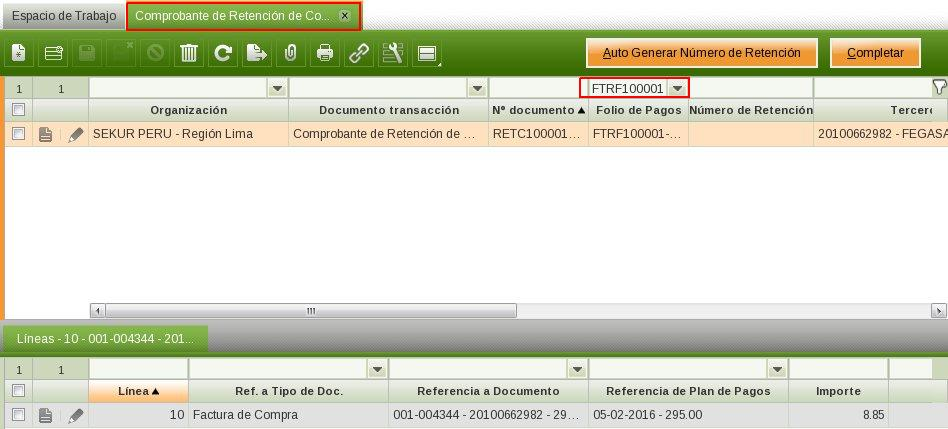 Espacio de Trabajo Comprobante de Retención de Co...
Auto Generar Número de Retención Completar
1 1 FTRF100001
Organización Documento transacción Nº documento Folio de Pagos Número de Retención Tercero
SEKUR PERU - Región Lima Comprobante de Retención de ... RETC100001... FTRF100001-... 20100662982 - FEGASA
Líneas - 10 - 001-004344 - 201...
1 1
Línea Ref. a Tipo de Doc. Referencia a Documento Referencia de Plan de Pagos Importe
10 Factura de Compra 001-004344 - 20100662982 - 29... 05-02-2016 - 295.00 8.85